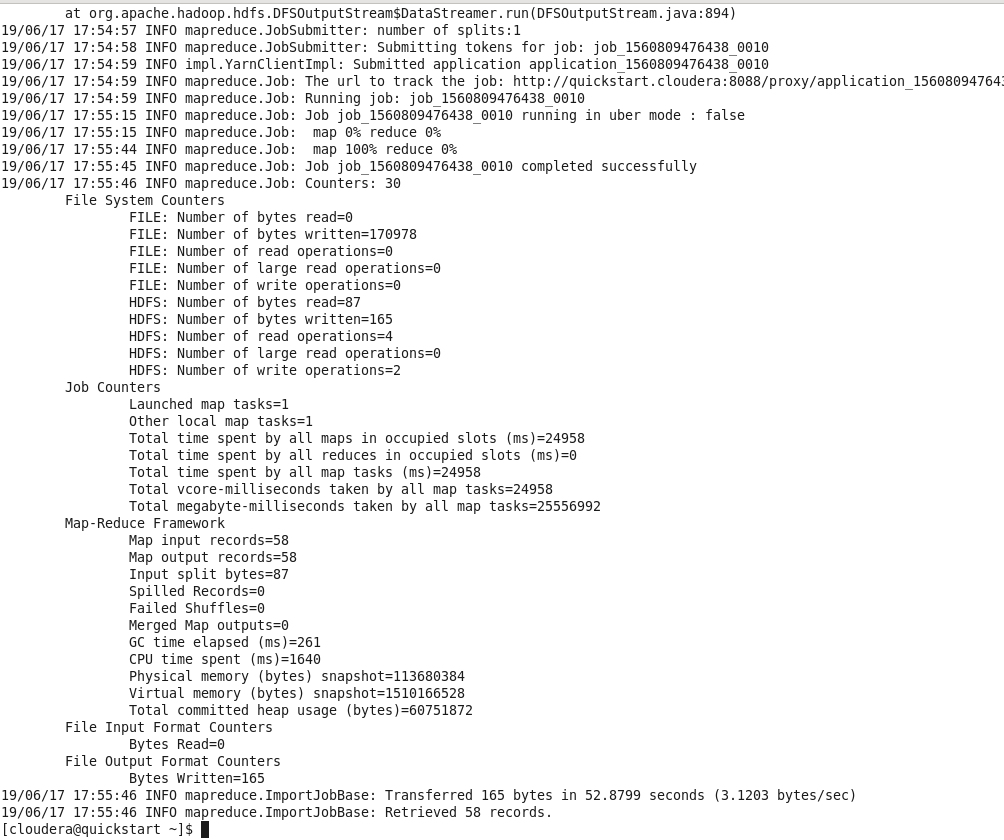 at org.apache.hadoop.hdfs.DFSOutputStream$DataStreamer.run(DFSOutputStream.java:894)
19/06/17 17:54:57 INFO mapreduce.JobSubmitter: number of splits:1
19/06/17 17:54:58 INFO mapreduce.JobSubmitter: Submitting tokens for job: job_1560809476438_0010
19/06/17 17:54:59 INFO impl.YarnClientImpl: Submitted application application_1560809476438_0010
19/06/17 17:54:59 INFO mapreduce.Job: The url to track the job: http://quickstart.cloudera:8088/proxy/application_156080947643
19/06/17 17:54:59 INFO mapreduce.Job: Running job: job_1560809476438_0010
19/06/17 17:55:15 INFO mapreduce.Job: Job job_1560809476438_0010 running in uber mode : false
19/06/17 17:55:15 INFO mapreduce.Job:  map 0% reduce 0%
19/06/17 17:55:44 INFO mapreduce.Job:  map 100% reduce 0%
19/06/17 17:55:45 INFO mapreduce.Job: Job job_1560809476438_0010 completed successfully
19/06/17 17:55:46 INFO mapreduce.Job: Counters: 30
File System Counters
FILE: Number of bytes read=0
FILE: Number of bytes written=170978
FILE: Number of read operations=0
FILE: Number of large read operations=0
FILE: Number of write operations=0
HDFS: Number of bytes read=87
HDFS: Number of bytes written=165
HDFS: Number of read operations=4
HDFS: Number of large read operations=0
HDFS: Number of write operations=2
Job Counters
Launched map tasks=1
Other local map tasks=1
Total time spent by all maps in occupied slots (ms)=24958
Total time spent by all reduces in occupied slots (ms)=0
Total time spent by all map tasks (ms)=24958
Total vcore-milliseconds taken by all map tasks=24958
Total megabyte-milliseconds taken by all map tasks=25556992
Map-Reduce Framework
Map input records=58
Map output records=58
Input split bytes=87
Spilled Records=0
Failed Shuffles=0
Merged Map outputs=0
GC time elapsed (ms)=261
CPU time spent (ms)=1640
Physical memory (bytes) snapshot=113680384
Virtual memory (bytes) snapshot=1510166528
Total committed heap usage (bytes)=60751872
File Input Format Counters
Bytes Read=0
File Output Format Counters
Bytes Written=165
19/06/17 17:55:46 INFO mapreduce.ImportJobBase: Transferred 165 bytes in 52.8799 seconds (3.1203 bytes/sec)
19/06/17 17:55:46 INFO mapreduce.ImportJobBase: Retrieved 58 records.
[cloudera@quickstart ~]$